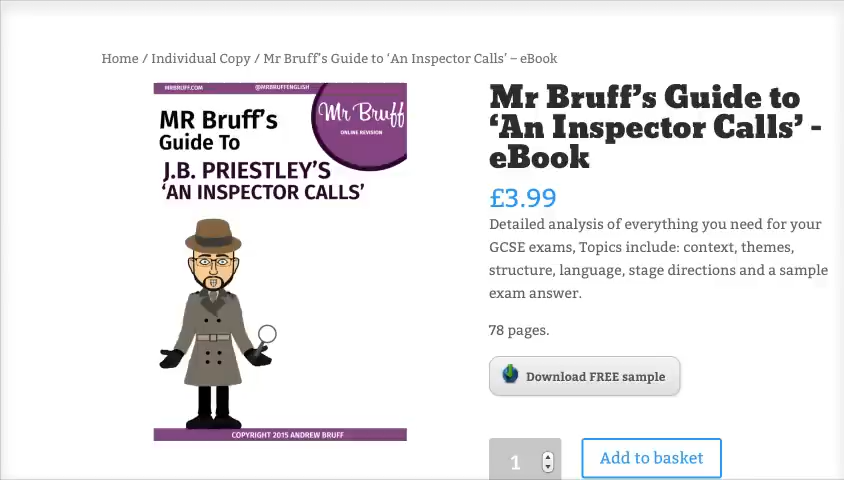 Home / Individual Copy / Mr Bruff's Guide to 'An Inspector Calls' – eBook
MRBRUFF.COM
@MRBRUFFENGLISH
Mr Bruff
ONLINE REVISION
MR Bruff's
Guide To
J.B. PRIESTLEY'S
'AN INSPECTOR CALLS'
COPYRIGHT 2015 ANDREW BRUFF
Mr Bruff's Guide to
'An Inspector Calls' -
eBook
£3.99
Detailed analysis of everything you need for your
GCSE exams, Topics include: context, themes,
structure, language, stage directions and a sample
exam answer.
78 pages.
Download FREE sample
1
Add to basket